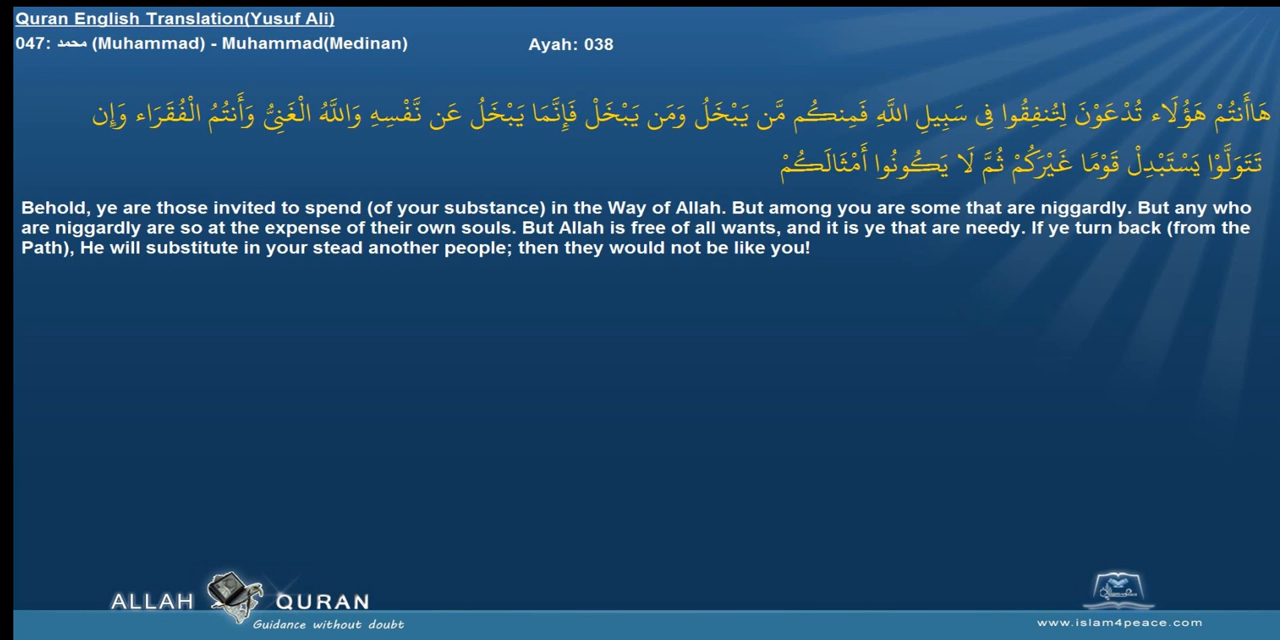 Quran English Translation(Yusuf Ali)
047: محمد (Muhammad) - Muhammad(Medinan) Ayah: 038
هَاأَنتُمْ هَؤُلَاء تُدْعَوْنَ لِتُنفِقُوا فِي سَبِيلِ اللَّهِ فَمِنكُم مَّن يَبْخَلُ وَمَن يَبْخَلْ فَإِنَّمَا يَبْخَلُ عَن نَّفْسِهِ وَاللَّهُ الْغَنِيُّ وَأَنتُمُ الْفُقَرَاء وَإِن
تَتَوَلَّوْا يَسْتَبْدِلْ قَوْمًا غَيْرَكُمْ ثُمَّ لَا يَكُونُوا أَمْثَالَكُمْ
Behold, ye are those invited to spend (of your substance) in the Way of Allah. But among you are some that are niggardly. But any who
are niggardly are so at the expense of their own souls. But Allah is free of all wants, and it is ye that are needy. If ye turn back (from the
Path), He will substitute in your stead another people; then they would not be like you!
ALLAH QURAN
Guidance without doubt
www.islam4peace.com